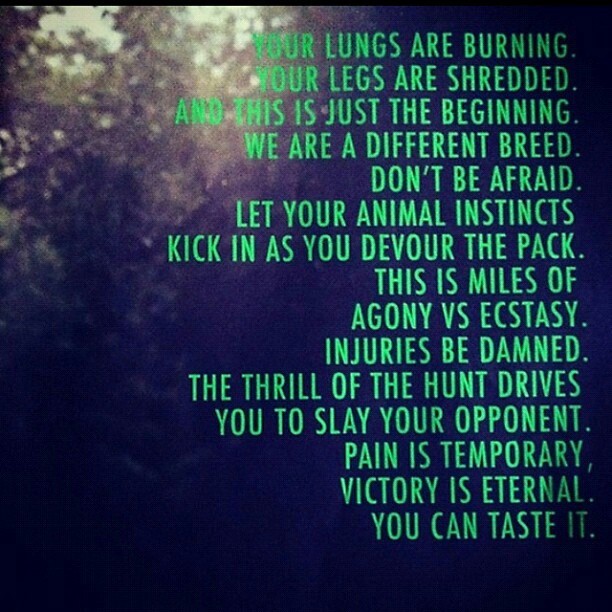 YOUR LUNGS ARE BURNING.
YOUR LEGS ARE SHREDDED.
AND THIS IS JUST THE BEGINNING.
WE ARE A DIFFERENT BREED.
DON'T BE AFRAID.
LET YOUR ANIMAL INSTINCTS
KICK IN AS YOU DEVOUR THE PACK.
THIS IS MILES OF
AGONY VS ECSTASY.
INJURIES BE DAMNED.
THE THRILL OF THE HUNT DRIVES
YOU TO SLAY YOUR OPPONENT.
PAIN IS TEMPORARY,
VICTORY IS ETERNAL.
YOU CAN TASTE IT.